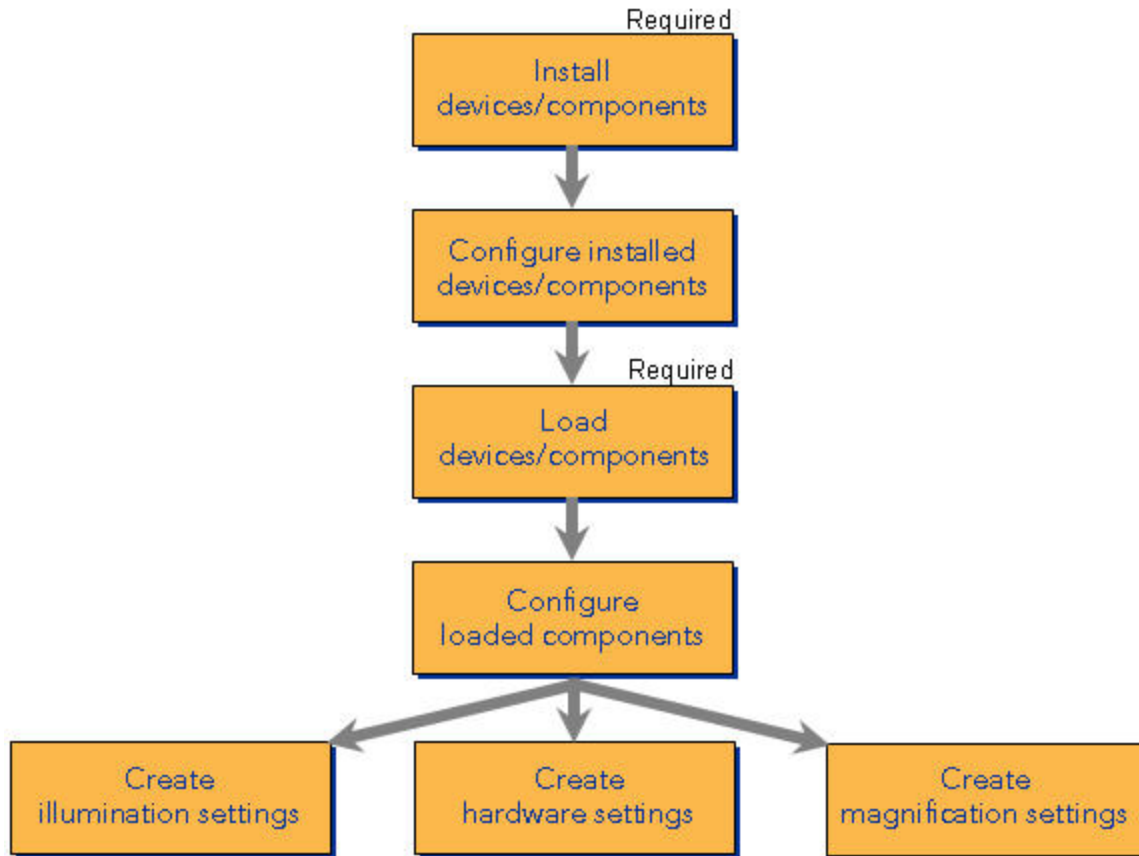 Required
Install
devices/components
Configure installed
devices/components
Required
Load
devices/components
Configure
loaded components
Create
illumination settings
Create
hardware settings
Create
magnification settings